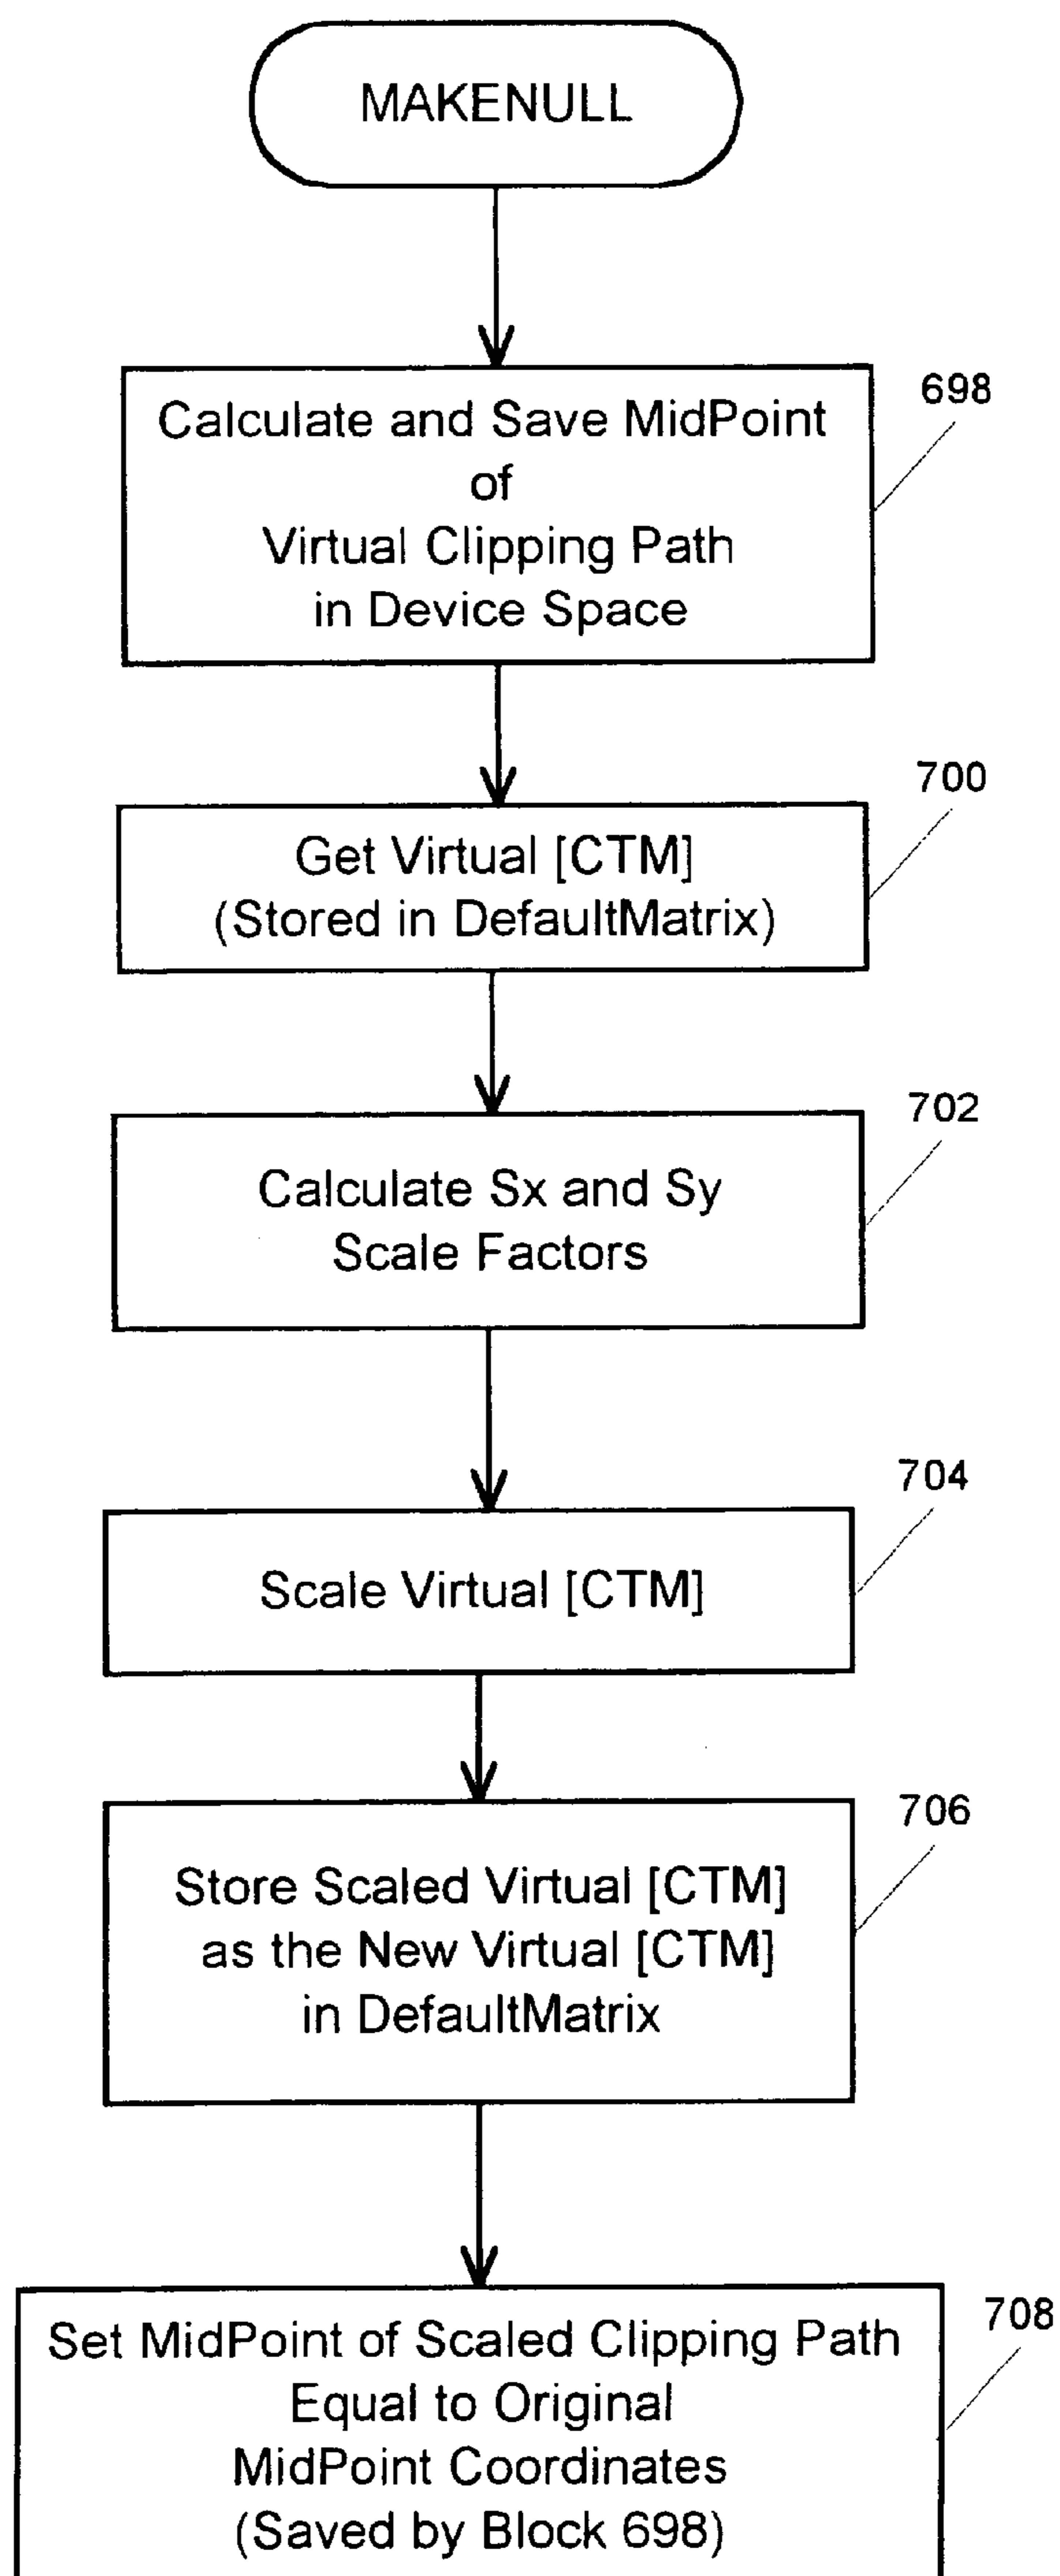 MAKENULL
698
Calculate and Save MidPoint
of
Virtual Clipping Path
in Device Space
700
Get Virtual [CTM]
(Stored in DefaultMatrix)
702
Calculate Sx and Sy
Scale Factors
704
Scale Virtual [CTM]
706
Store Scaled Virtual [CTM]
as the New Virtual [CTM]
in DefaultMatrix
708
Set MidPoint of Scaled Clipping Path
Equal to Original
MidPoint Coordinates
(Saved by Block 698)